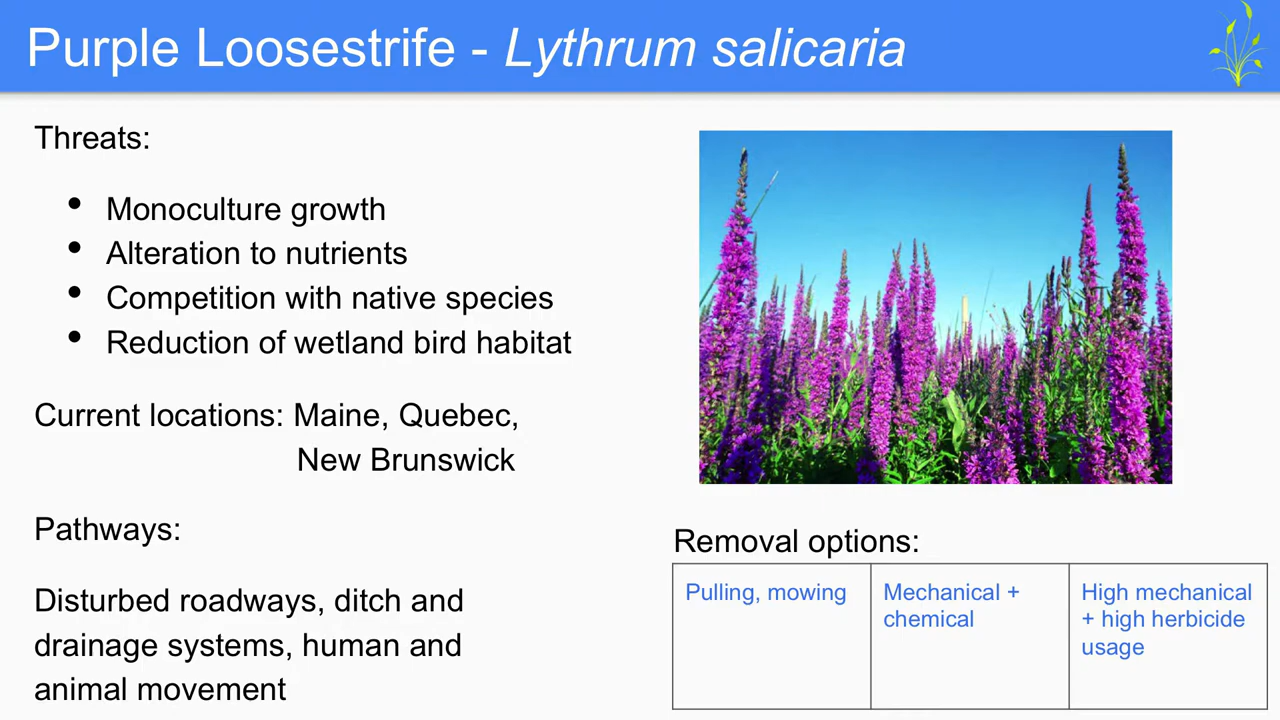 Purple Loosestrife - Lythrum salicaria
Threats:
• Monoculture growth
• Alteration to nutrients
• Competition with native species
• Reduction of wetland bird habitat
Current locations: Maine, Quebec,
New Brunswick
Pathways:
Disturbed roadways, ditch and
drainage systems, human and
animal movement
Removal options:
Pulling, mowing
Mechanical +
chemical
High mechanical
+ high herbicide
usage